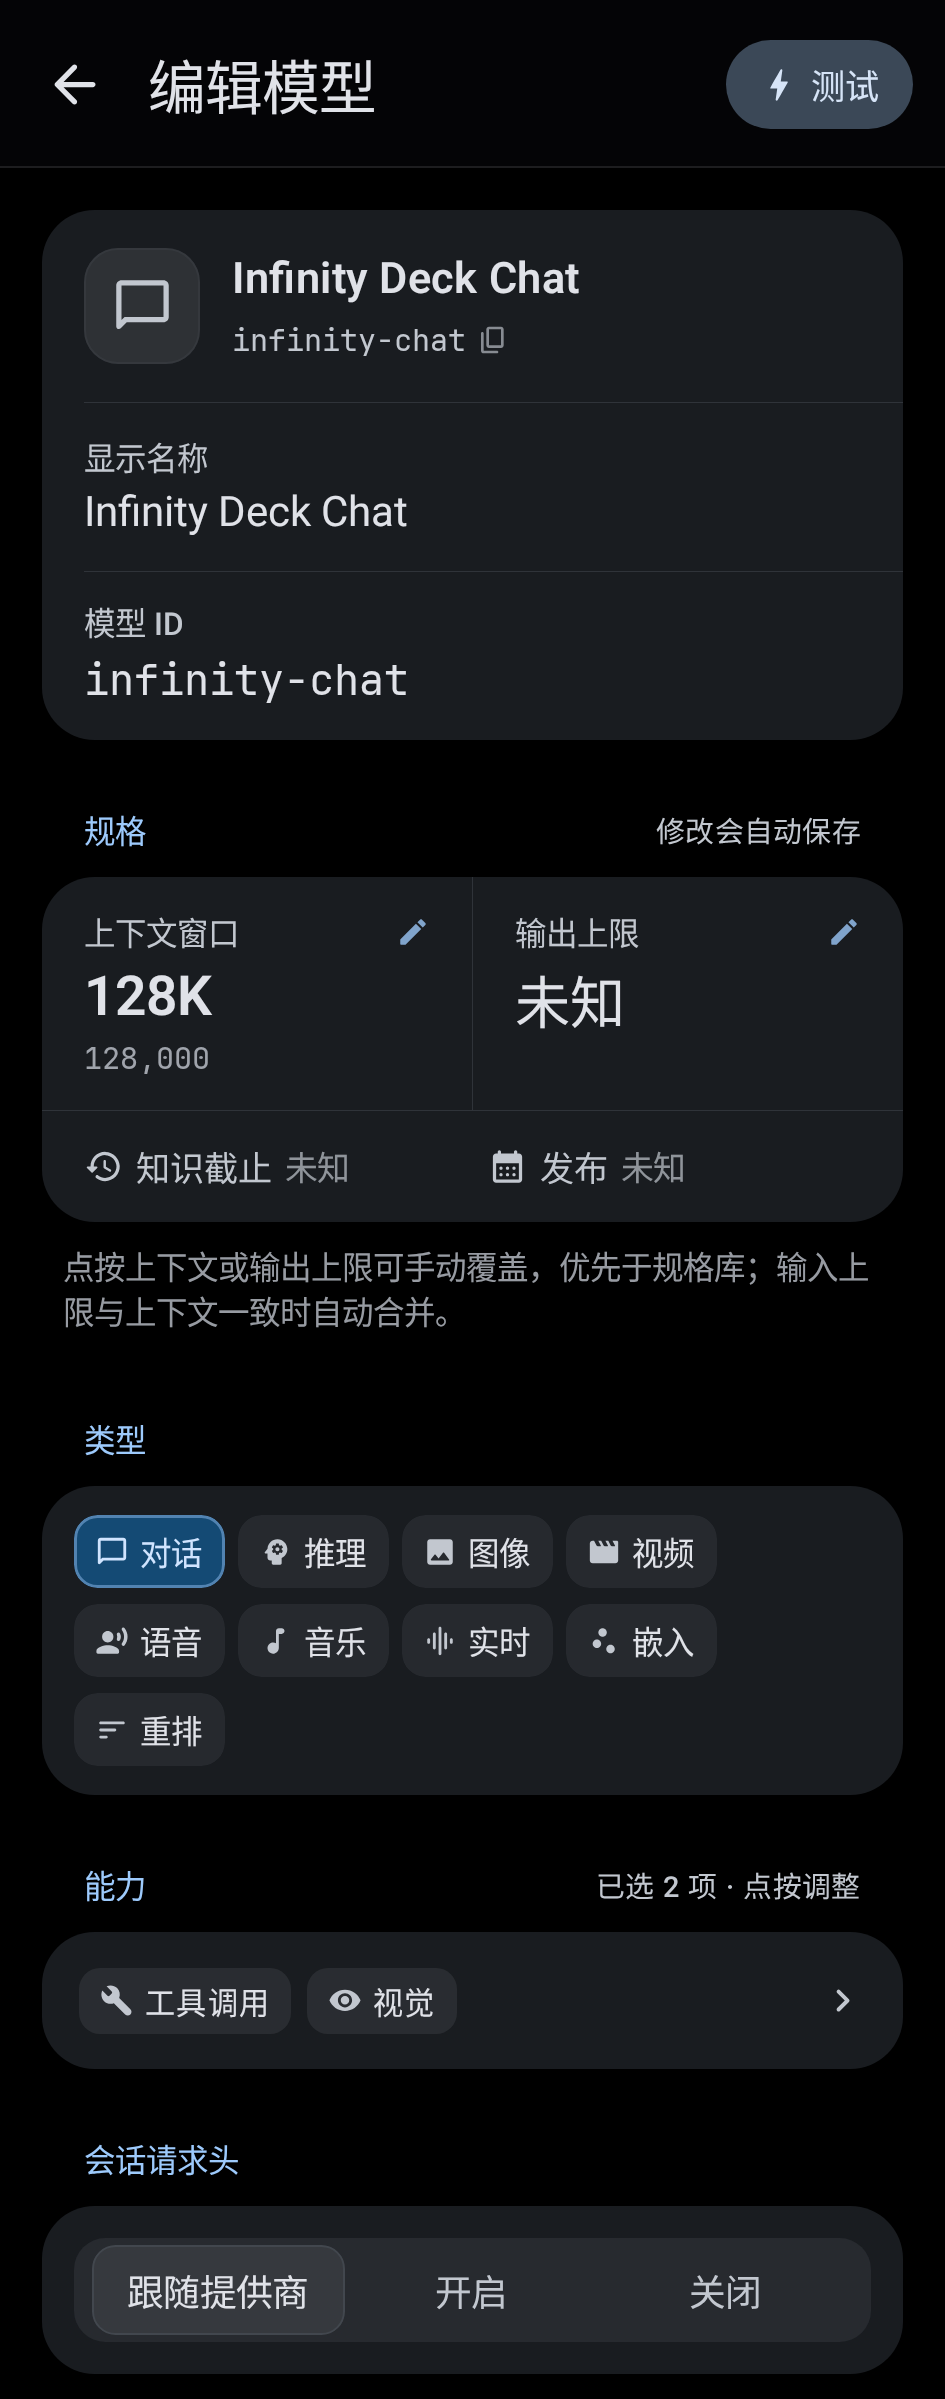 编辑模型
测试
Infinity Deck Chat
infinity-chat
显示名称
Infinity Deck Chat
模型 ID
infinity-chat
规格
修改会自动保存
上下文窗口
128K
128,000
输出上限
未知
知识截止 未知
发布 未知
点按上下文或输出上限可手动覆盖，优先于规格库；输入上
限与上下文一致时自动合并。
类型
对话
推理
图像
视频
语音
音乐
实时
嵌入
重排
能力
已选 2 项 · 点按调整
工具调用
视觉
会话请求头
跟随提供商
开启
关闭